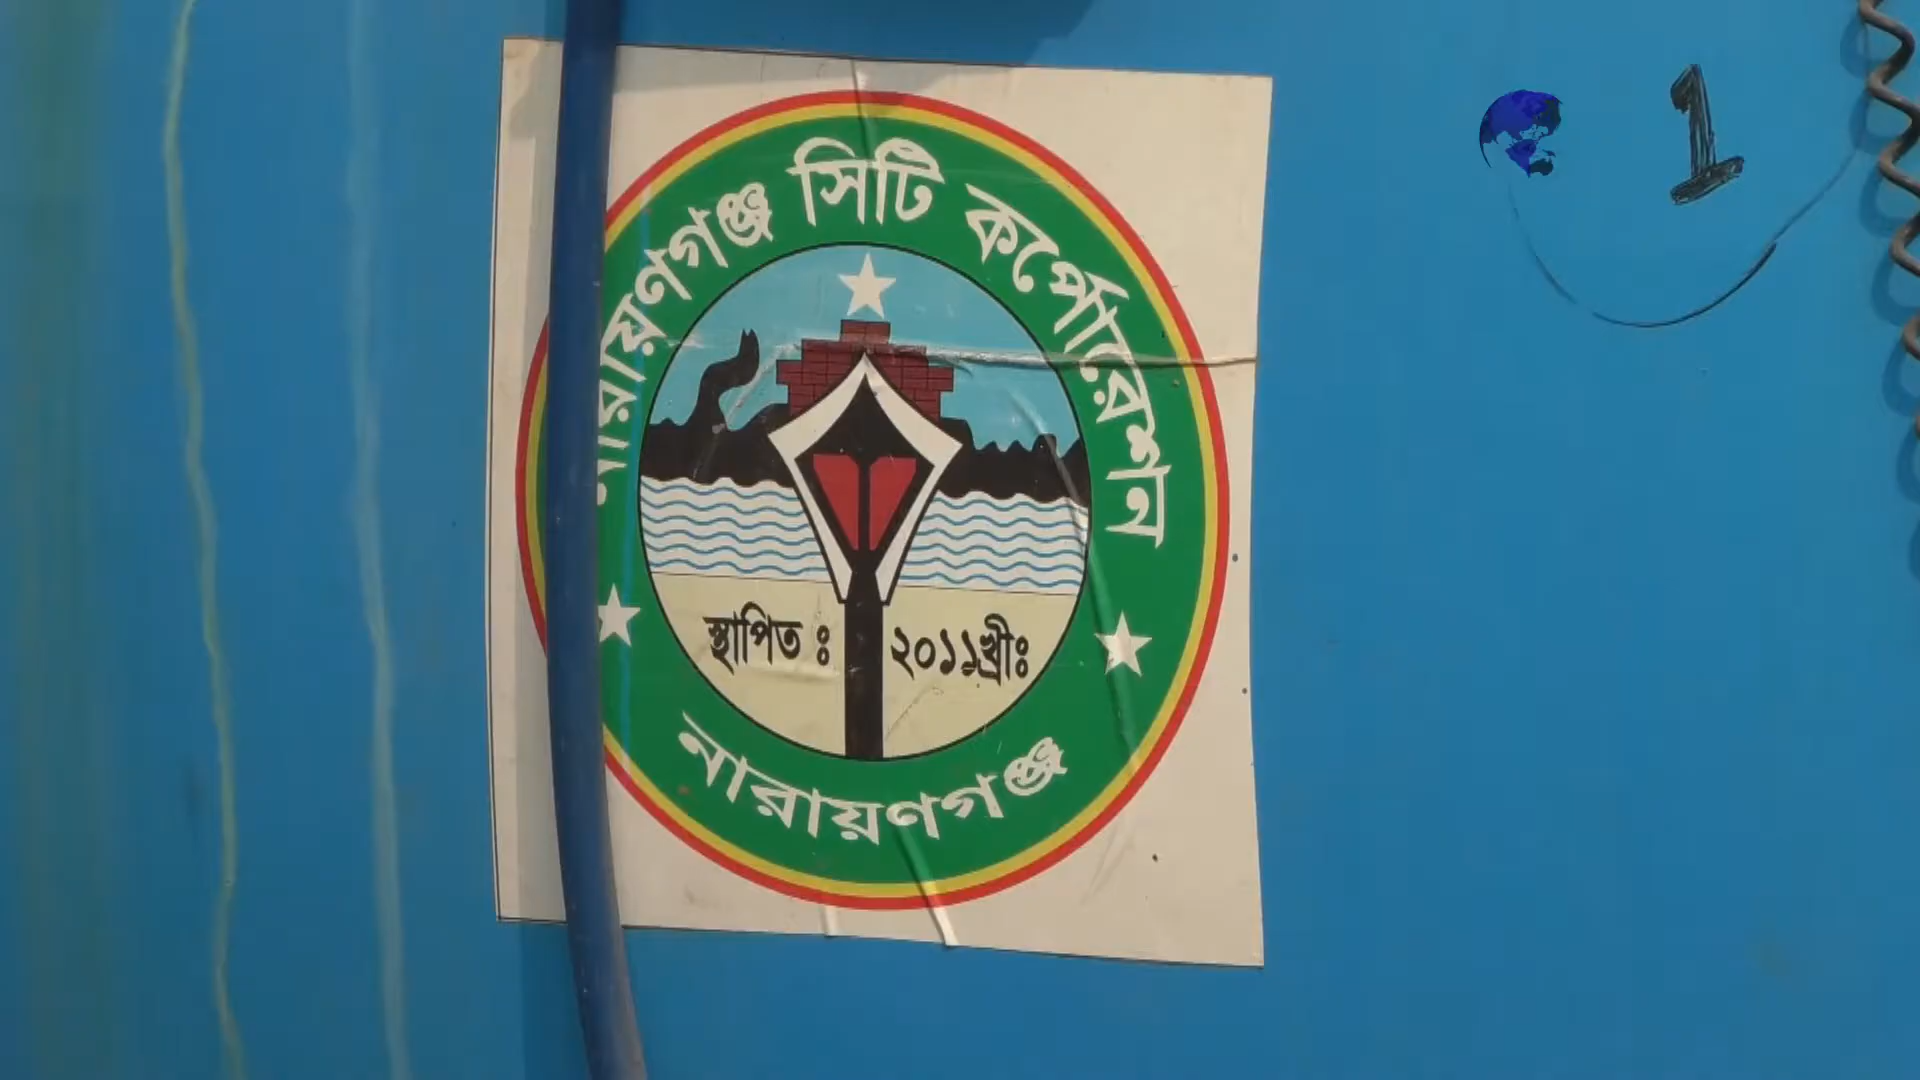 নারায়ণগঞ্জ সিটি কর্পোরেশন
স্থাপিত ঃ ২০১১খ্রীঃ
নারায়ণগঞ্জ
1